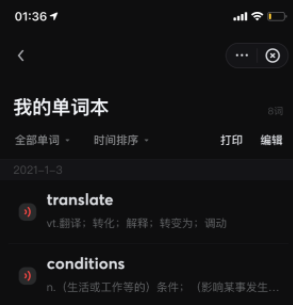 01:36
我的单词本
8词
全部单词 时间排序 打印 编辑
2021-1-3
translate
vt.翻译；转化；解释；转变为；调动
conditions
n.（生活或工作等的）条件；（影响某事发生...